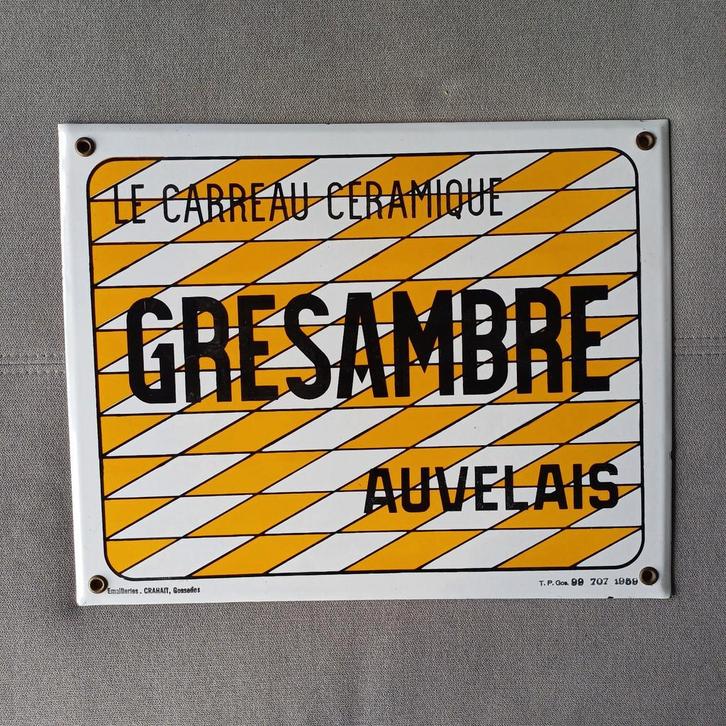 LE CARREAU CERAMIQUE
GRESAMBRE
AUVELAIS
Emailleries . CRAHAIT, Gosselies
T. P. Gos. 99 707 1959